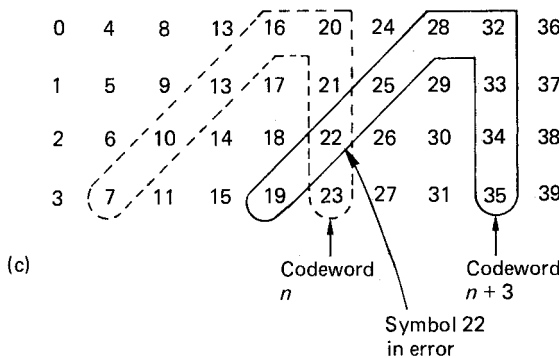 0 4 8 13 16 20 24 28 32 36
1 5 9 13 17 21 25 29 33 37
2 6 10 14 18 22 26 30 34 38
3 7 11 15 19 23 27 31 35 39
(c)
Codeword
n
Codeword
n + 3
Symbol 22
in error